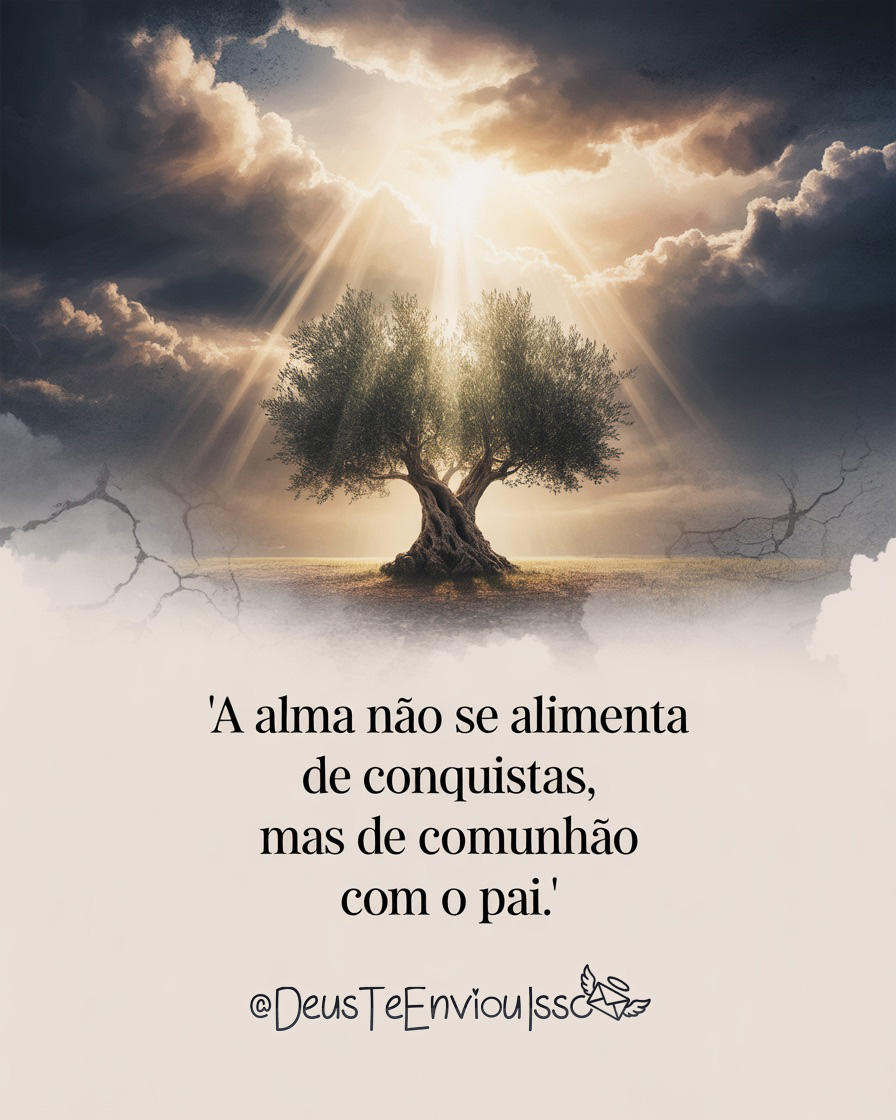 'A alma não se alimenta
de conquistas,
mas de comunhão
com o pai.'
@DeusTeEnviouIsso